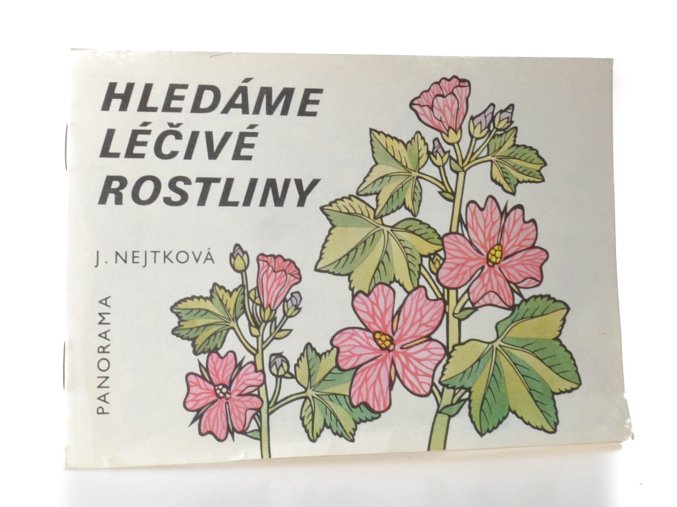 HLEDÁME
LÉČIVÉ
ROSTLINY
J. NEJTKOVÁ
PANORAMA